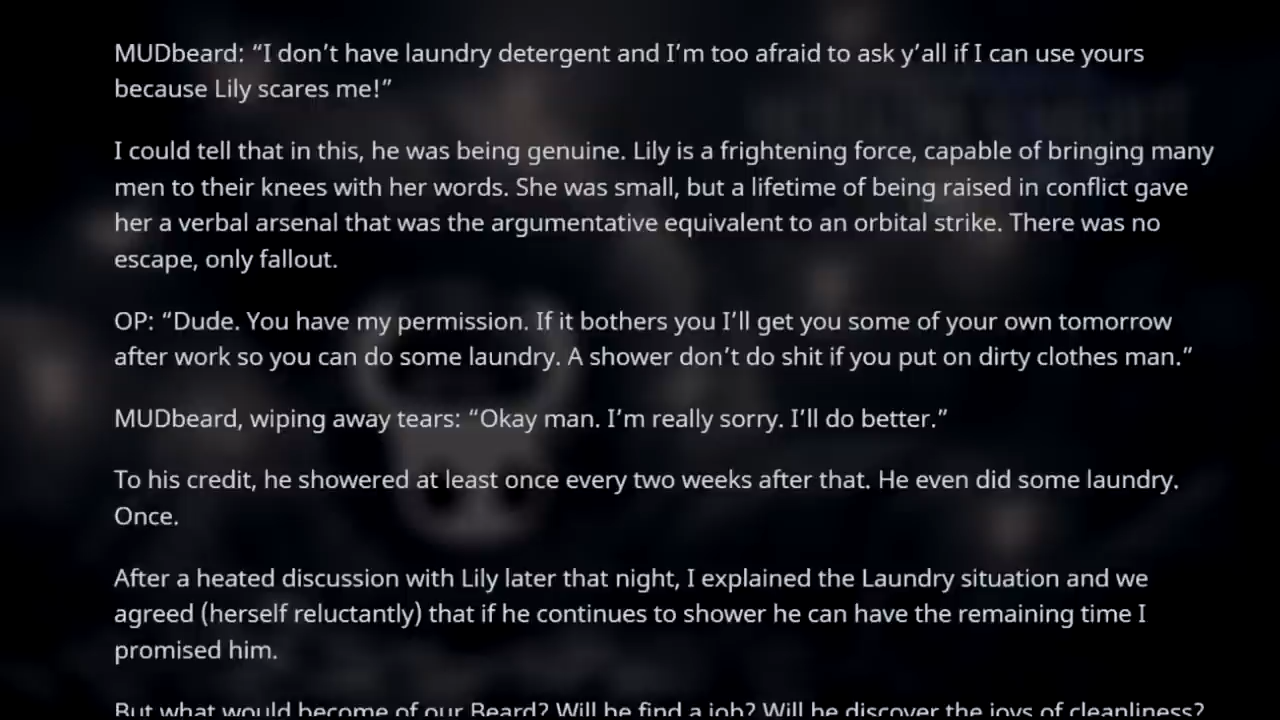 MUDbeard: “I don’t have laundry detergent and I’m too afraid to ask y’all if I can use yours
because Lily scares me!”
I could tell that in this, he was being genuine. Lily is a frightening force, capable of bringing many
men to their knees with her words. She was small, but a lifetime of being raised in conflict gave
her a verbal arsenal that was the argumentative equivalent to an orbital strike. There was no
escape, only fallout.
OP: “Dude. You have my permission. If it bothers you I’ll get you some of your own tomorrow
after work so you can do some laundry. A shower don’t do shit if you put on dirty clothes man.”
MUDbeard, wiping away tears: “Okay man. I’m really sorry. I’ll do better.”
To his credit, he showered at least once every two weeks after that. He even did some laundry.
Once.
After a heated discussion with Lily later that night, I explained the Laundry situation and we
agreed (herself reluctantly) that if he continues to shower he can have the remaining time I
promised him.
But what would become of our Beard? Will he find a job? Will he discover the joys of cleanliness?